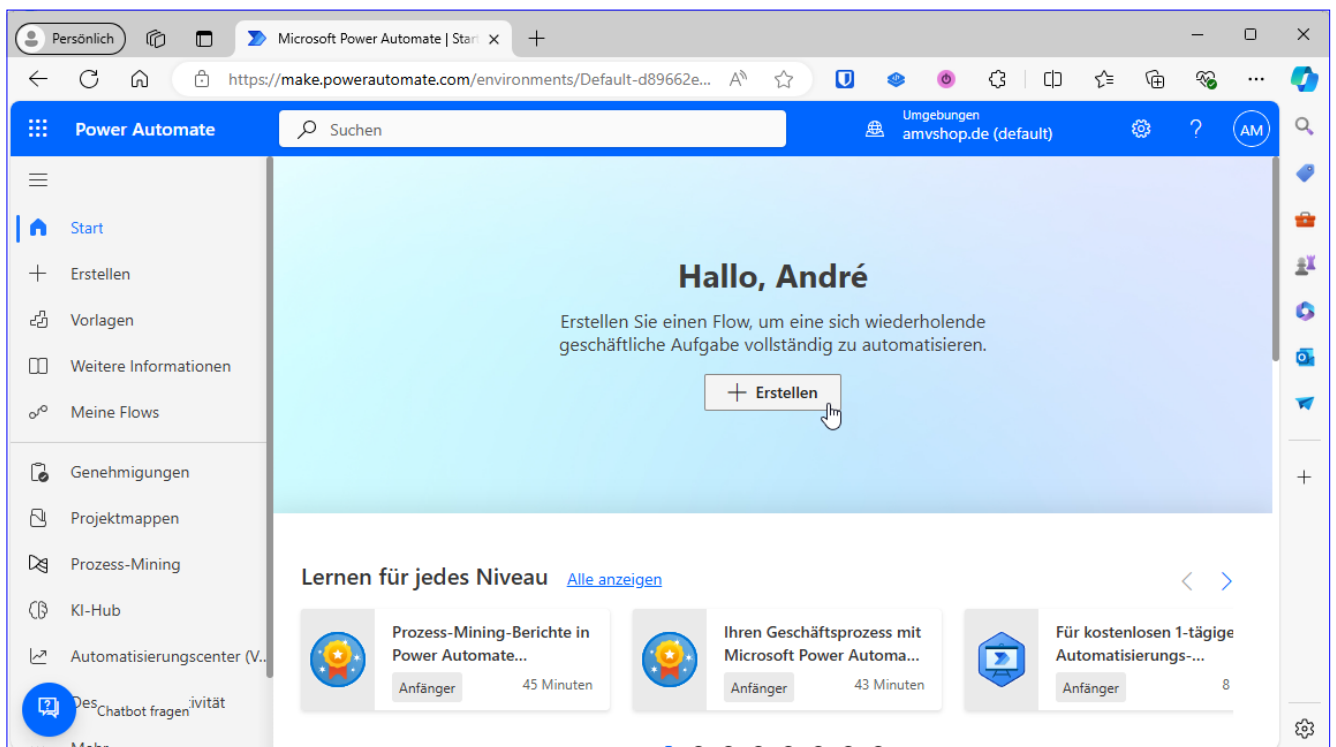 Persönlich
Microsoft Power Automate | Star
https://make.powerautomate.com/environments/Default-d89662e...
Power Automate
Suchen
Umgebungen
amvshop.de (default)
AM
Start
Erstellen
Vorlagen
Weitere Informationen
Meine Flows
Genehmigungen
Projektmappen
Prozess-Mining
KI-Hub
Automatisierungscenter (V...
Chatbot fragen
Hallo, André
Erstellen Sie einen Flow, um eine sich wiederholende
geschäftliche Aufgabe vollständig zu automatisieren.
Erstellen
Lernen für jedes Niveau Alle anzeigen
Prozess-Mining-Berichte in
Power Automate...
Anfänger 45 Minuten
Ihren Geschäftsprozess mit
Microsoft Power Automa...
Anfänger 43 Minuten
Für kostenlosen 1-tägige
Automatisierungs-...
Anfänger 8